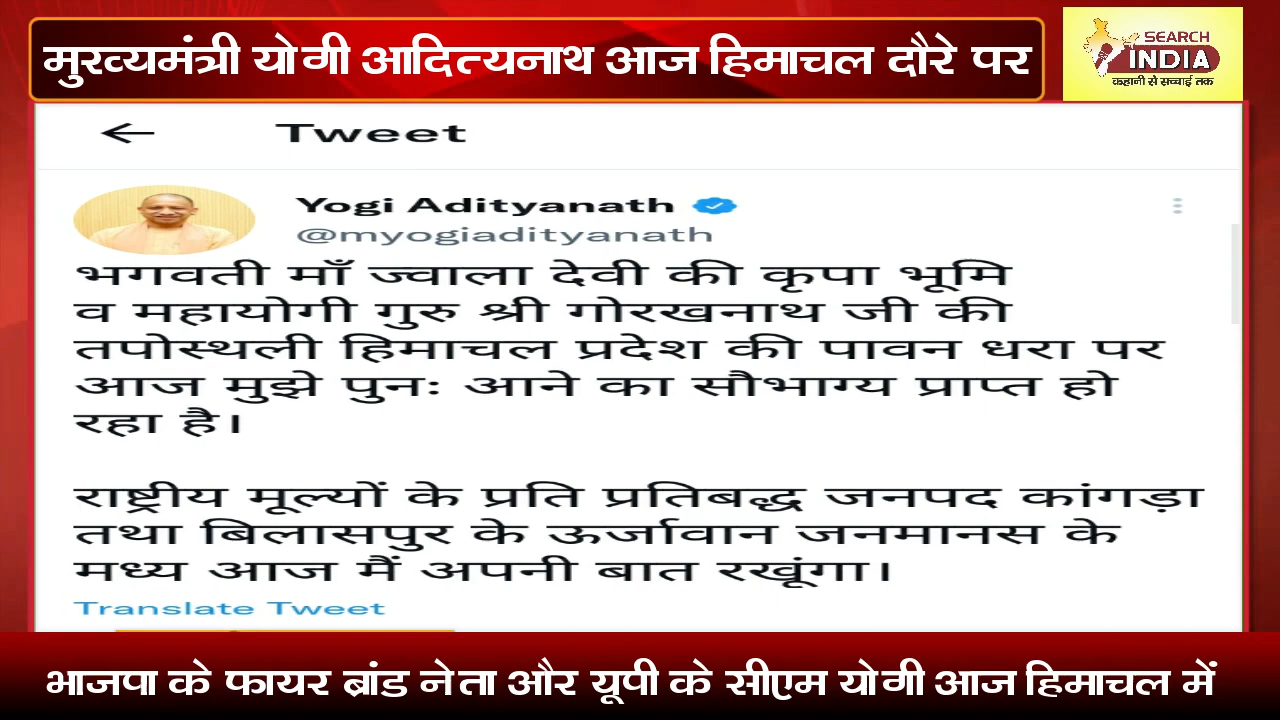 मुख्यमंत्री योगी आदित्यनाथ आज हिमाचल दौरे पर
SEARCH
INDIA
कहानी से सच्चाई तक
← Tweet
Yogi Adityanath
@myogiadityanath
भगवती माँ ज्वाला देवी की कृपा भूमि
व महायोगी गुरु श्री गोरखनाथ जी की
तपोस्थली हिमाचल प्रदेश की पावन धरा पर
आज मुझे पुनः आने का सौभाग्य प्राप्त हो
रहा है।
राष्ट्रीय मूल्यों के प्रति प्रतिबद्ध जनपद कांगड़ा
तथा बिलासपुर के ऊर्जावान जनमानस के
मध्य आज मैं अपनी बात रखूंगा।
Translate Tweet
भाजपा के फायर ब्रांड नेता और यूपी के सीएम योगी आज हिमाचल में